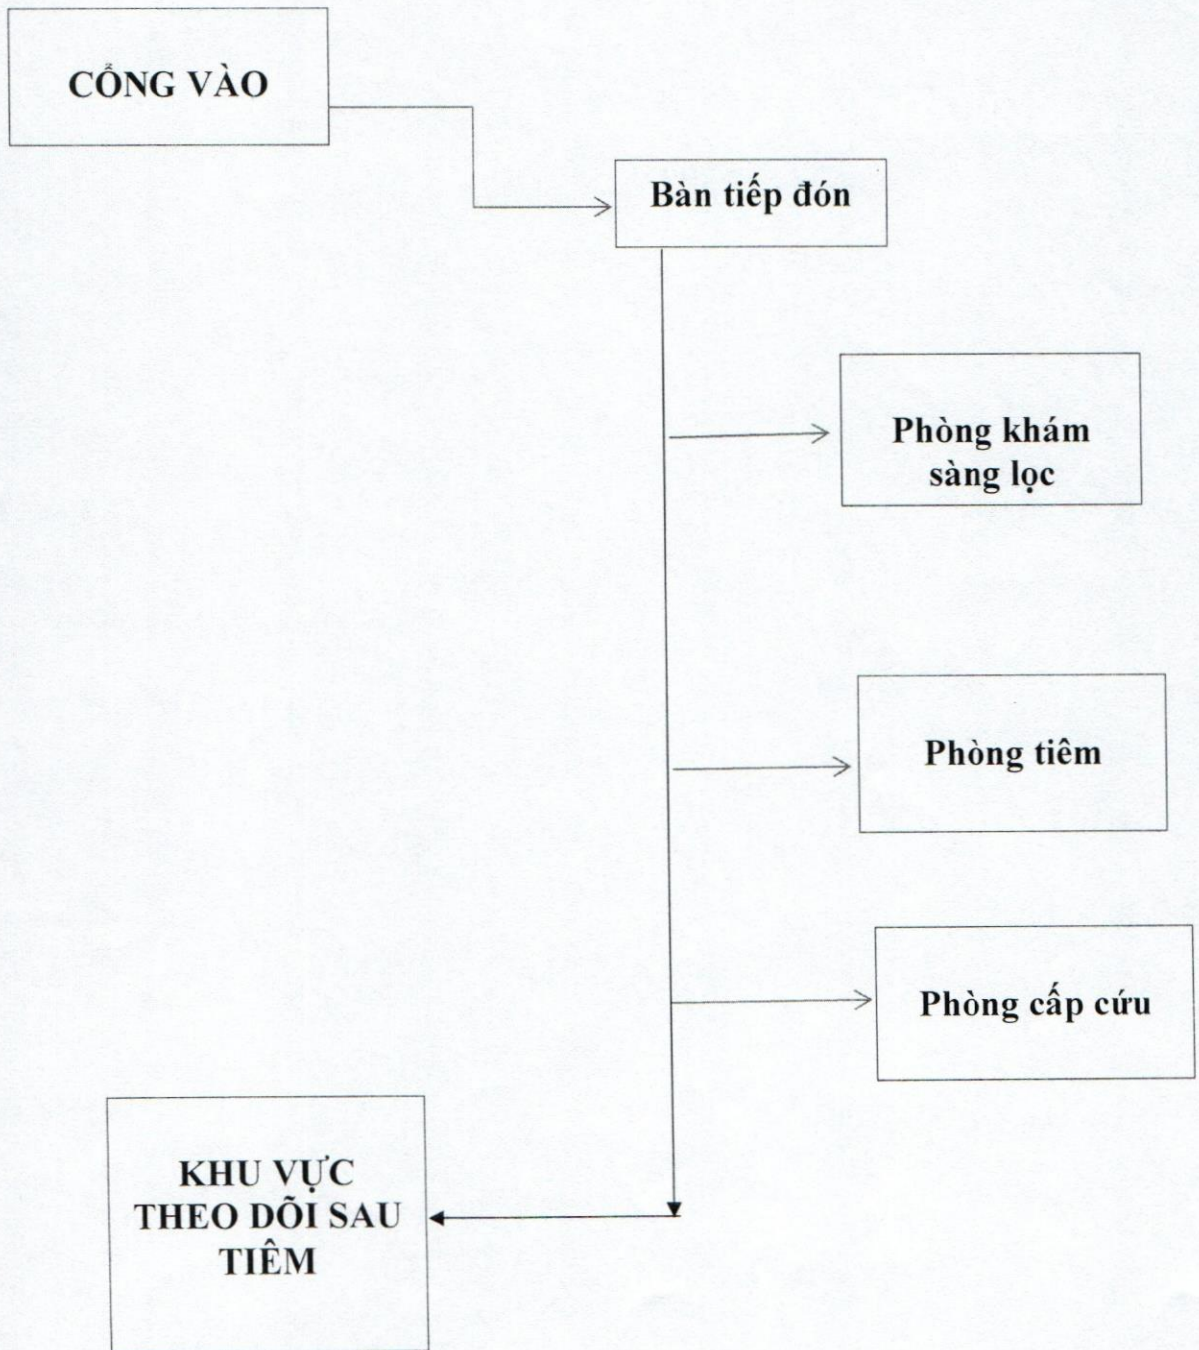 CỔNG VÀO
Bàn tiếp đón
Phòng khám
sàng lọc
Phòng tiêm
Phòng cấp cứu
KHU VỰC
THEO DÕI SAU
TIÊM